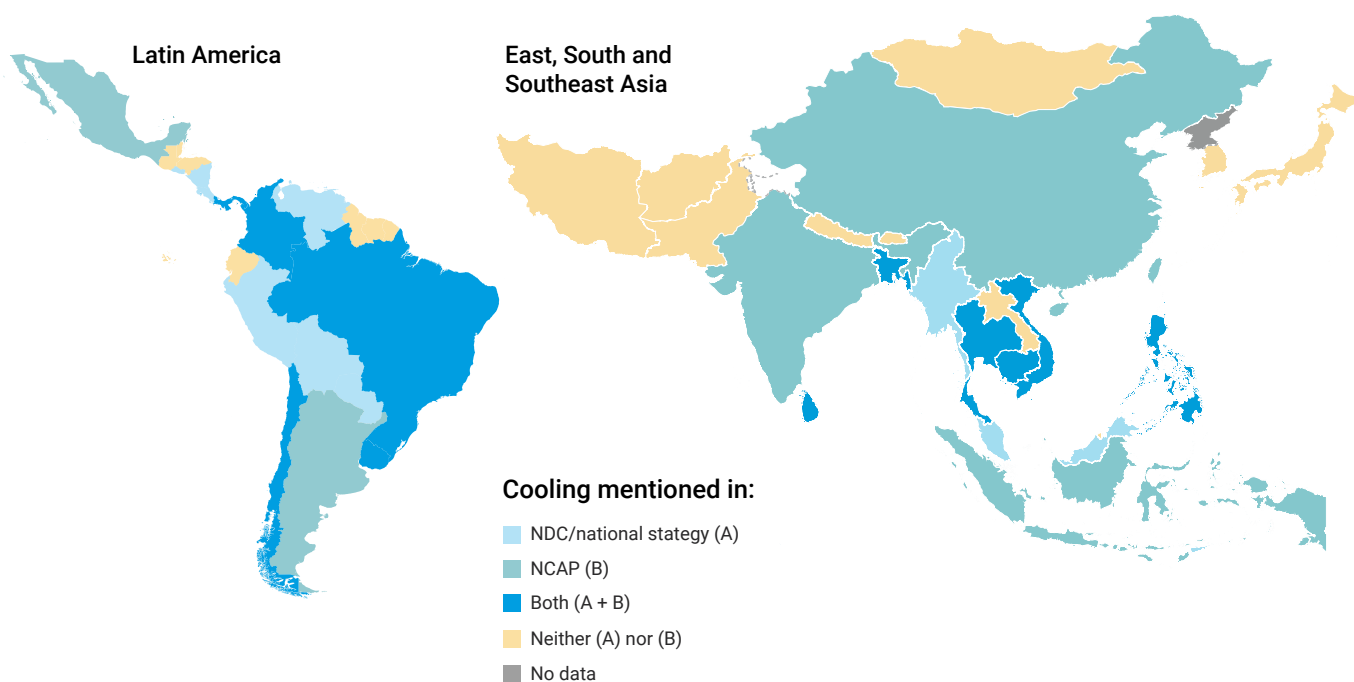 Latin America
East, South and
Southeast Asia
Cooling mentioned in:
NDC/national stategy (A)
NCAP (B)
Both (A + B)
Neither (A) nor (B)
No data